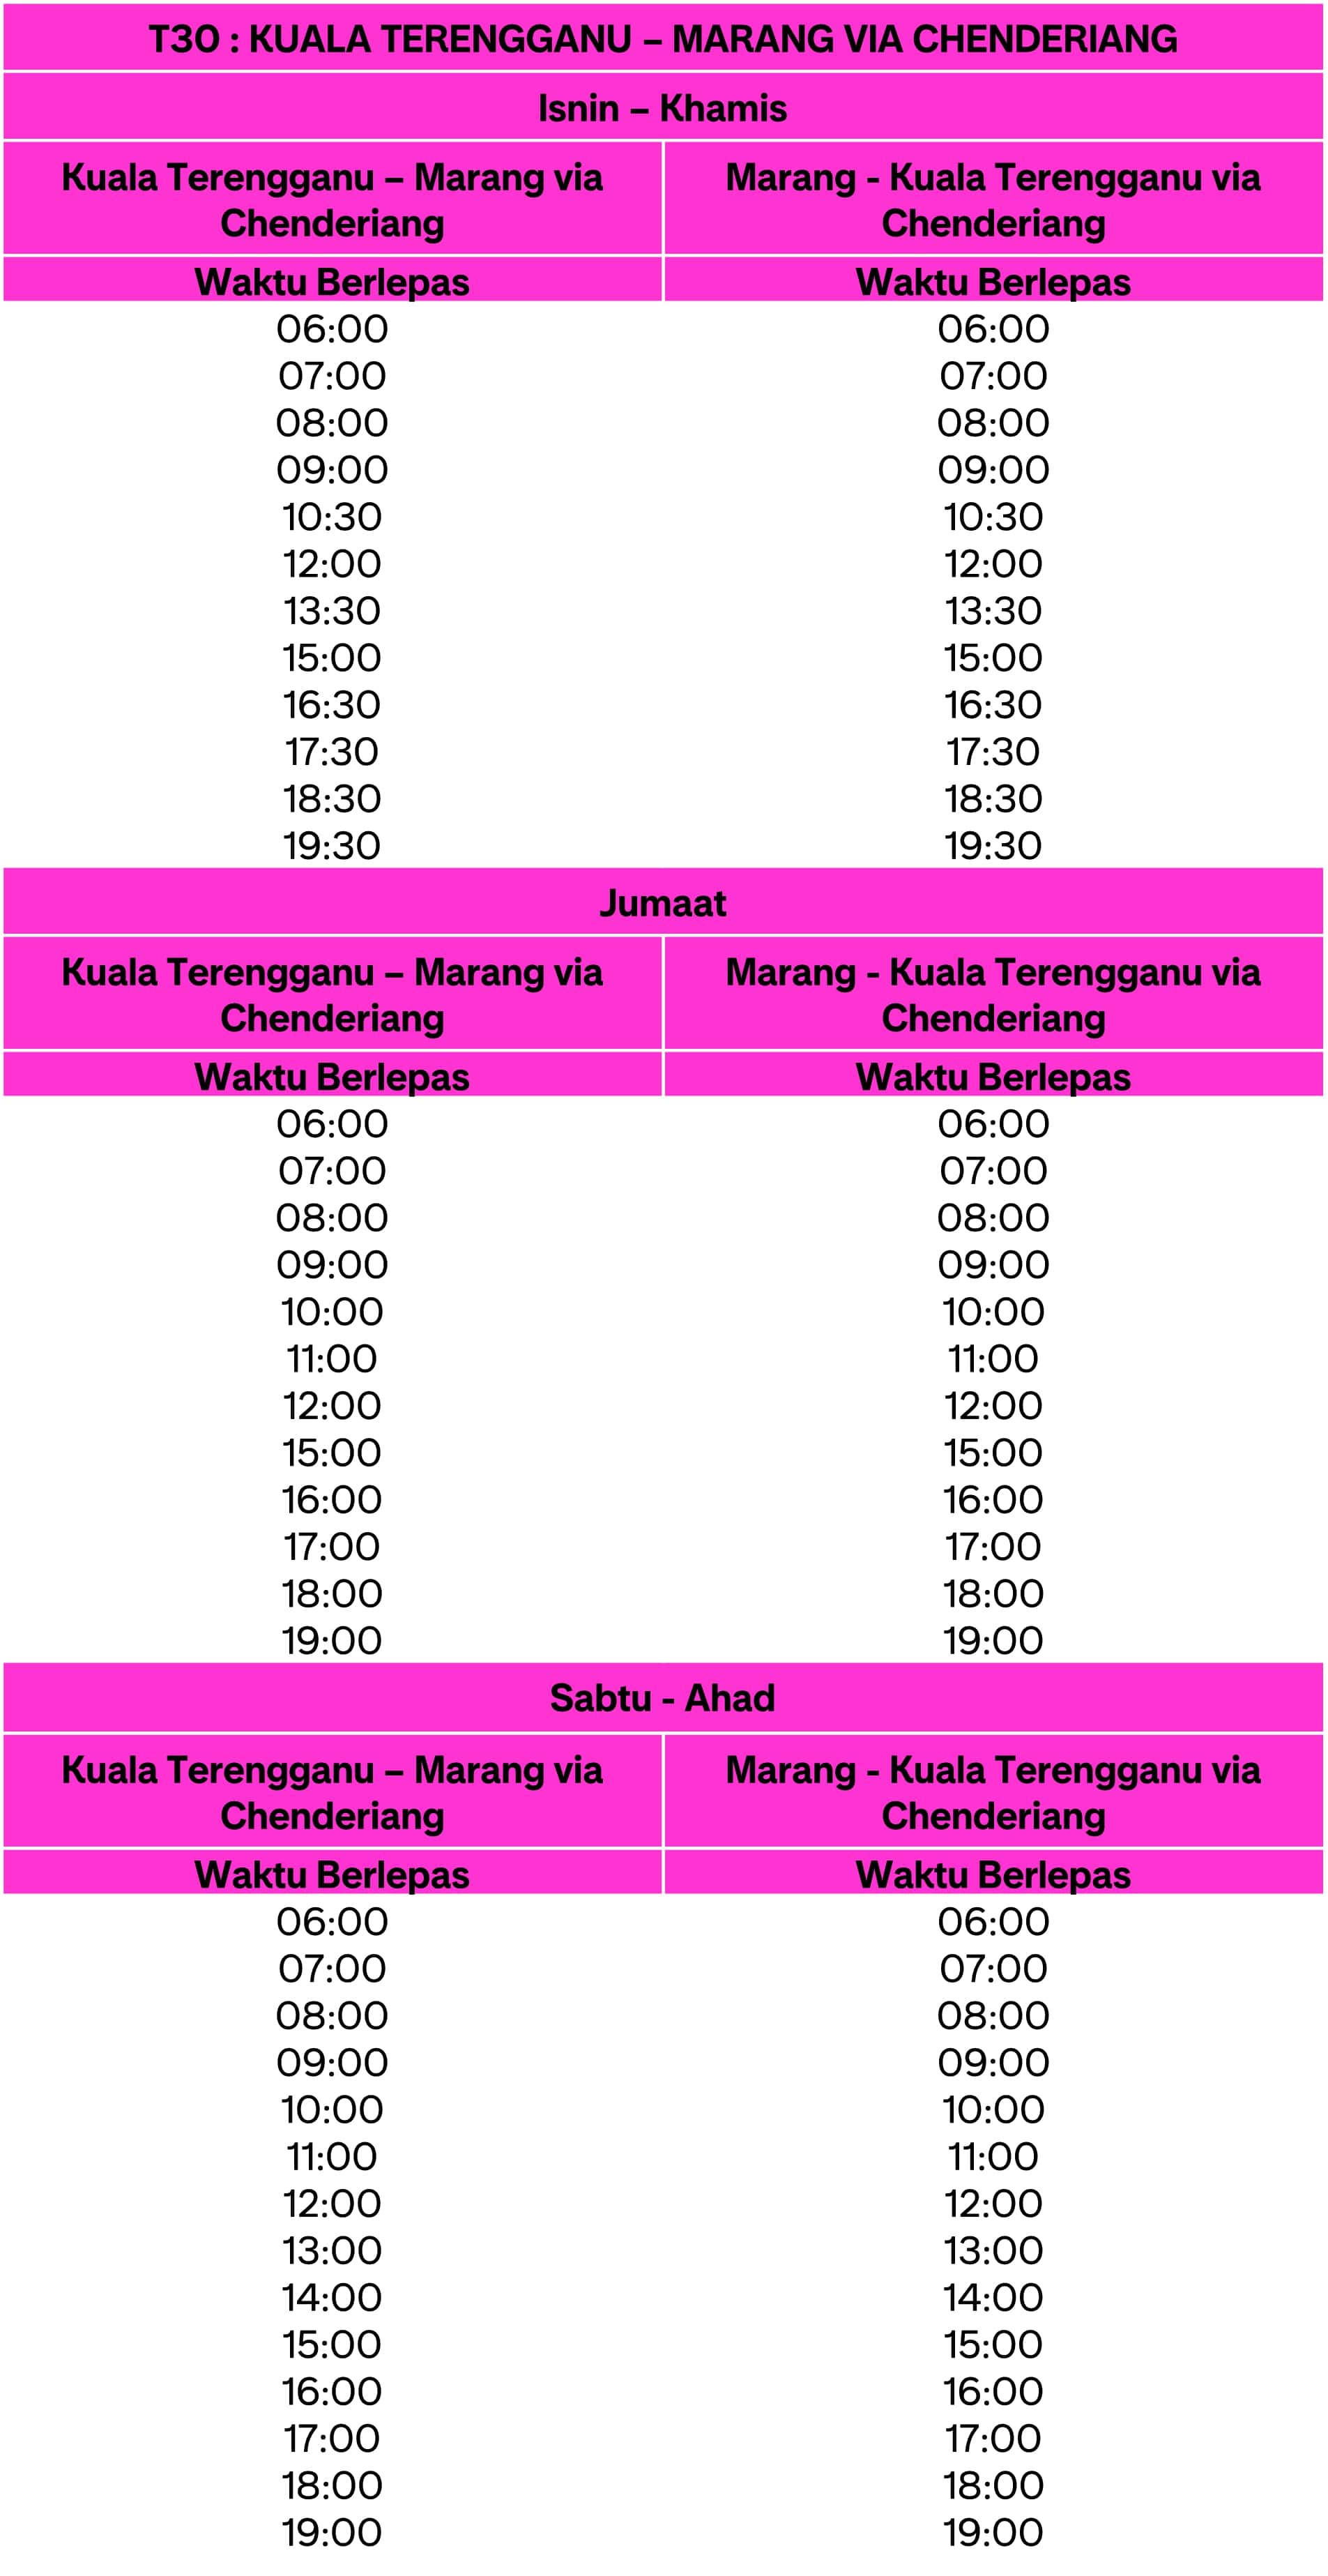 T30 : KUALA TERENGGANU – MARANG VIA CHENDERIANG
Isnin – Khamis
Kuala Terengganu – Marang via Chenderiang
Marang - Kuala Terengganu via Chenderiang
Waktu Berlepas Waktu Berlepas
06:00 06:00
07:00 07:00
08:00 08:00
09:00 09:00
10:30 10:30
12:00 12:00
13:30 13:30
15:00 15:00
16:30 16:30
17:30 17:30
18:30 18:30
19:30 19:30
Jumaat
Kuala Terengganu – Marang via Chenderiang
Marang - Kuala Terengganu via Chenderiang
Waktu Berlepas Waktu Berlepas
06:00 06:00
07:00 07:00
08:00 08:00
09:00 09:00
10:00 10:00
11:00 11:00
12:00 12:00
15:00 15:00
16:00 16:00
17:00 17:00
18:00 18:00
19:00 19:00
Sabtu - Ahad
Kuala Terengganu – Marang via Chenderiang
Marang - Kuala Terengganu via Chenderiang
Waktu Berlepas Waktu Berlepas
06:00 06:00
07:00 07:00
08:00 08:00
09:00 09:00
10:00 10:00
11:00 11:00
12:00 12:00
13:00 13:00
14:00 14:00
15:00 15:00
16:00 16:00
17:00 17:00
18:00 18:00
19:00 19:00